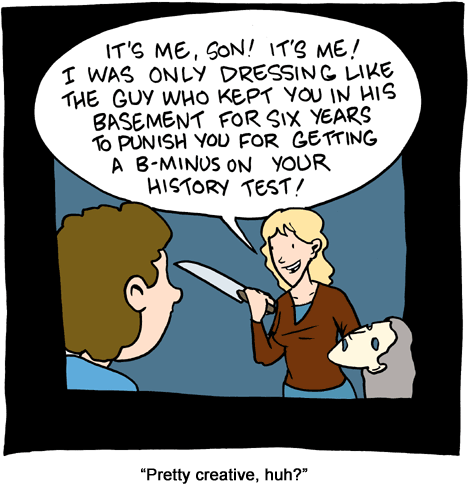 IT'S ME, SON! IT'S ME!
I WAS ONLY DRESSING LIKE
THE GUY WHO KEPT YOU IN HIS
BASEMENT FOR SIX YEARS
TO PUNISH YOU FOR GETTING
A B-MINUS ON YOUR
HISTORY TEST!
“Pretty creative, huh?”